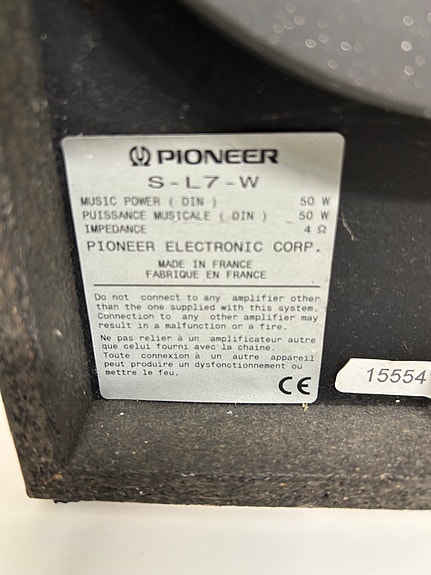 PIONEER
S-L7-W
MUSIC POWER ( DIN ) 50 W
PUISSANCE MUSICALE ( DIN ) 50 W
IMPEDANCE 4 Ω
PIONEER ELECTRONIC CORP.
MADE IN FRANCE
FABRIQUE EN FRANCE
Do not connect to any amplifier other
than the one supplied with this system.
Connection to any other amplifier may
result in a malfunction or a fire.
Ne pas relier à un amplificateur autre
que celui fourni avec la chaine.
Toute connexion à un autre appareil
peut produire un dysfonctionement ou
mettre le feu.
CE
15554